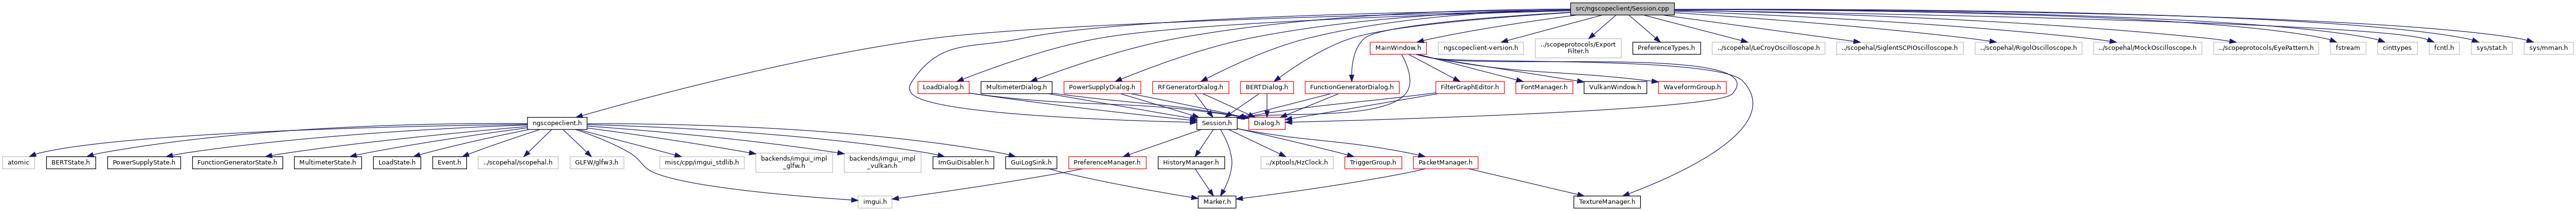 src/ngscopeclient/Session.cpp
MainWindow.h
ngscopeclient-version.h
../scopeprotocols/Export
Filter.h
PreferenceTypes.h
../scopehal/LeCroyOscilloscope.h
../scopehal/SiglentSCPIOscilloscope.h
../scopehal/RigolOscilloscope.h
../scopehal/MockOscilloscope.h
../scopeprotocols/EyePattern.h
fstream
cinttypes
fcntl.h
sys/stat.h
sys/mman.h
LoadDialog.h
MultimeterDialog.h
PowerSupplyDialog.h
RFGeneratorDialog.h
BERTDialog.h
FunctionGeneratorDialog.h
FilterGraphEditor.h
FontManager.h
VulkanWindow.h
WaveformGroup.h
ngscopeclient.h
Session.h
Dialog.h
atomic
BERTState.h
PowerSupplyState.h
FunctionGeneratorState.h
MultimeterState.h
LoadState.h
Event.h
../scopehal/scopehal.h
GLFW/glfw3.h
misc/cpp/imgui_stdlib.h
backends/imgui_impl
_glfw.h
backends/imgui_impl
_vulkan.h
ImGuiDisabler.h
GuiLogSink.h
PreferenceManager.h
HistoryManager.h
../xptools/HzClock.h
TriggerGroup.h
PacketManager.h
imgui.h
Marker.h
TextureManager.h